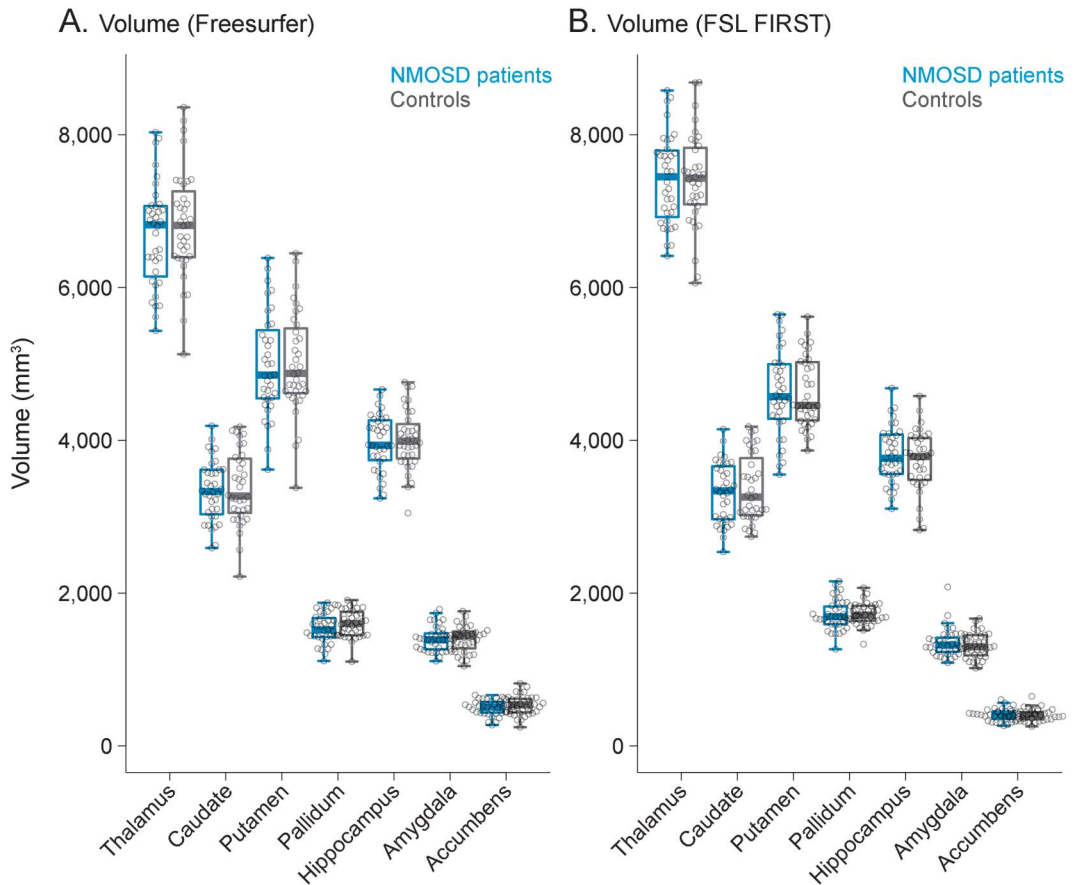 A. Volume (Freesurfer)
NMOSD patients
Controls
Volume (mm³)
8,000
6,000
4,000
2,000
0
Thalamus
Caudate
Putamen
Pallidum
Hippocampus
Amygdala
Accumbens
B. Volume (FSL FIRST)
NMOSD patients
Controls
8,000
6,000
4,000
2,000
0
Thalamus
Caudate
Putamen
Pallidum
Hippocampus
Amygdala
Accumbens